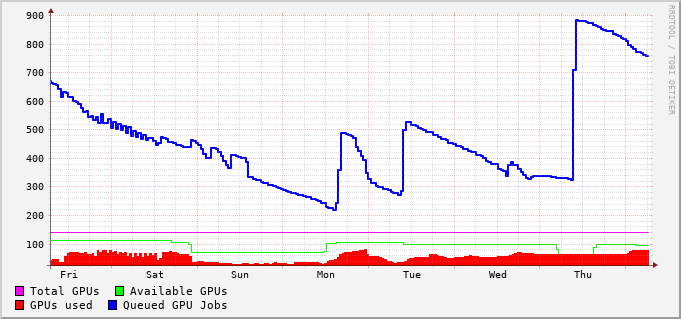 900
800
700
600
500
400
300
200
100
Fri Sat Sun Mon Tue Wed Thu
Total GPUs Available GPUs
GPUs used Queued GPU Jobs
RRDTOOL / TOBI OETIKER